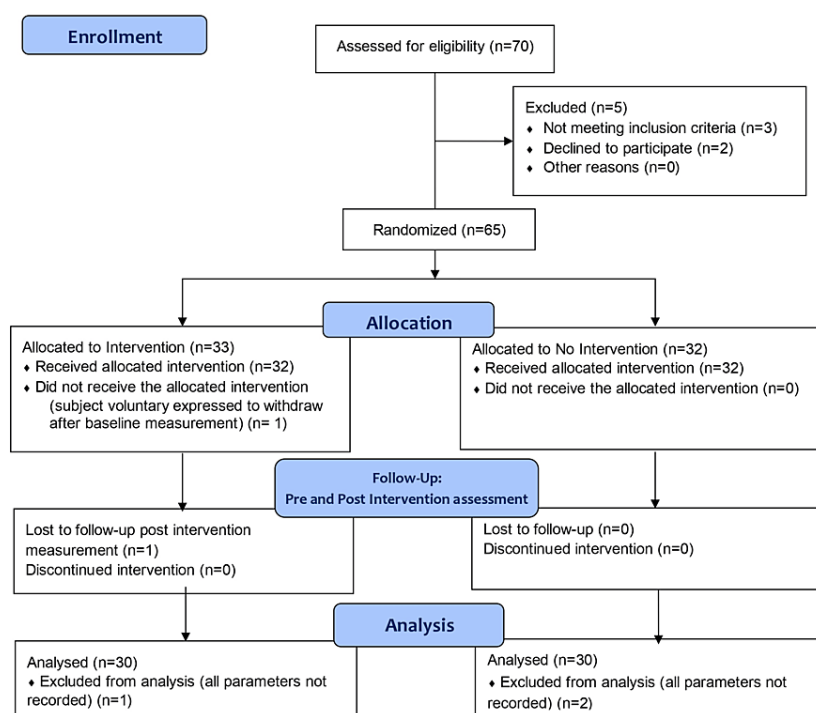 Enrollment
Assessed for eligibility (n=70)
Excluded (n=5)
♦ Not meeting inclusion criteria (n=3)
♦ Declined to participate (n=2)
♦ Other reasons (n=0)
Randomized (n=65)
Allocation
Allocated to Intervention (n=33)
♦ Received allocated intervention (n=32)
♦ Did not receive the allocated intervention
(subject voluntary expressed to withdraw
after baseline measurement) (n= 1)
Allocated to No Intervention (n=32)
♦ Received allocated intervention (n=32)
♦ Did not receive the allocated intervention (n=0)
Follow-Up:
Pre and Post Intervention assessment
Lost to follow-up post intervention
measurement (n=1)
Discontinued intervention (n=0)
Lost to follow-up (n=0)
Discontinued intervention (n=0)
Analysis
Analysed (n=30)
♦ Excluded from analysis (all parameters not
recorded) (n=1)
Analysed (n=30)
♦ Excluded from analysis (all parameters not
recorded) (n=2)